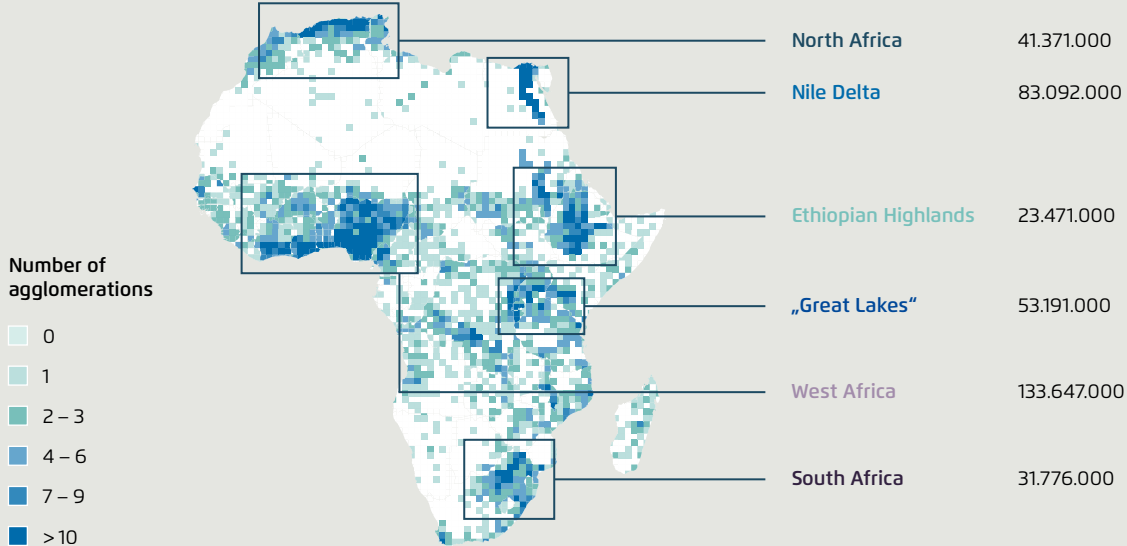 North Africa 41.371.000
Nile Delta 83.092.000
Ethiopian Highlands 23.471.000
„Great Lakes“ 53.191.000
West Africa 133.647.000
South Africa 31.776.000
Number of
agglomerations
0
1
2 – 3
4 – 6
7 – 9
>10